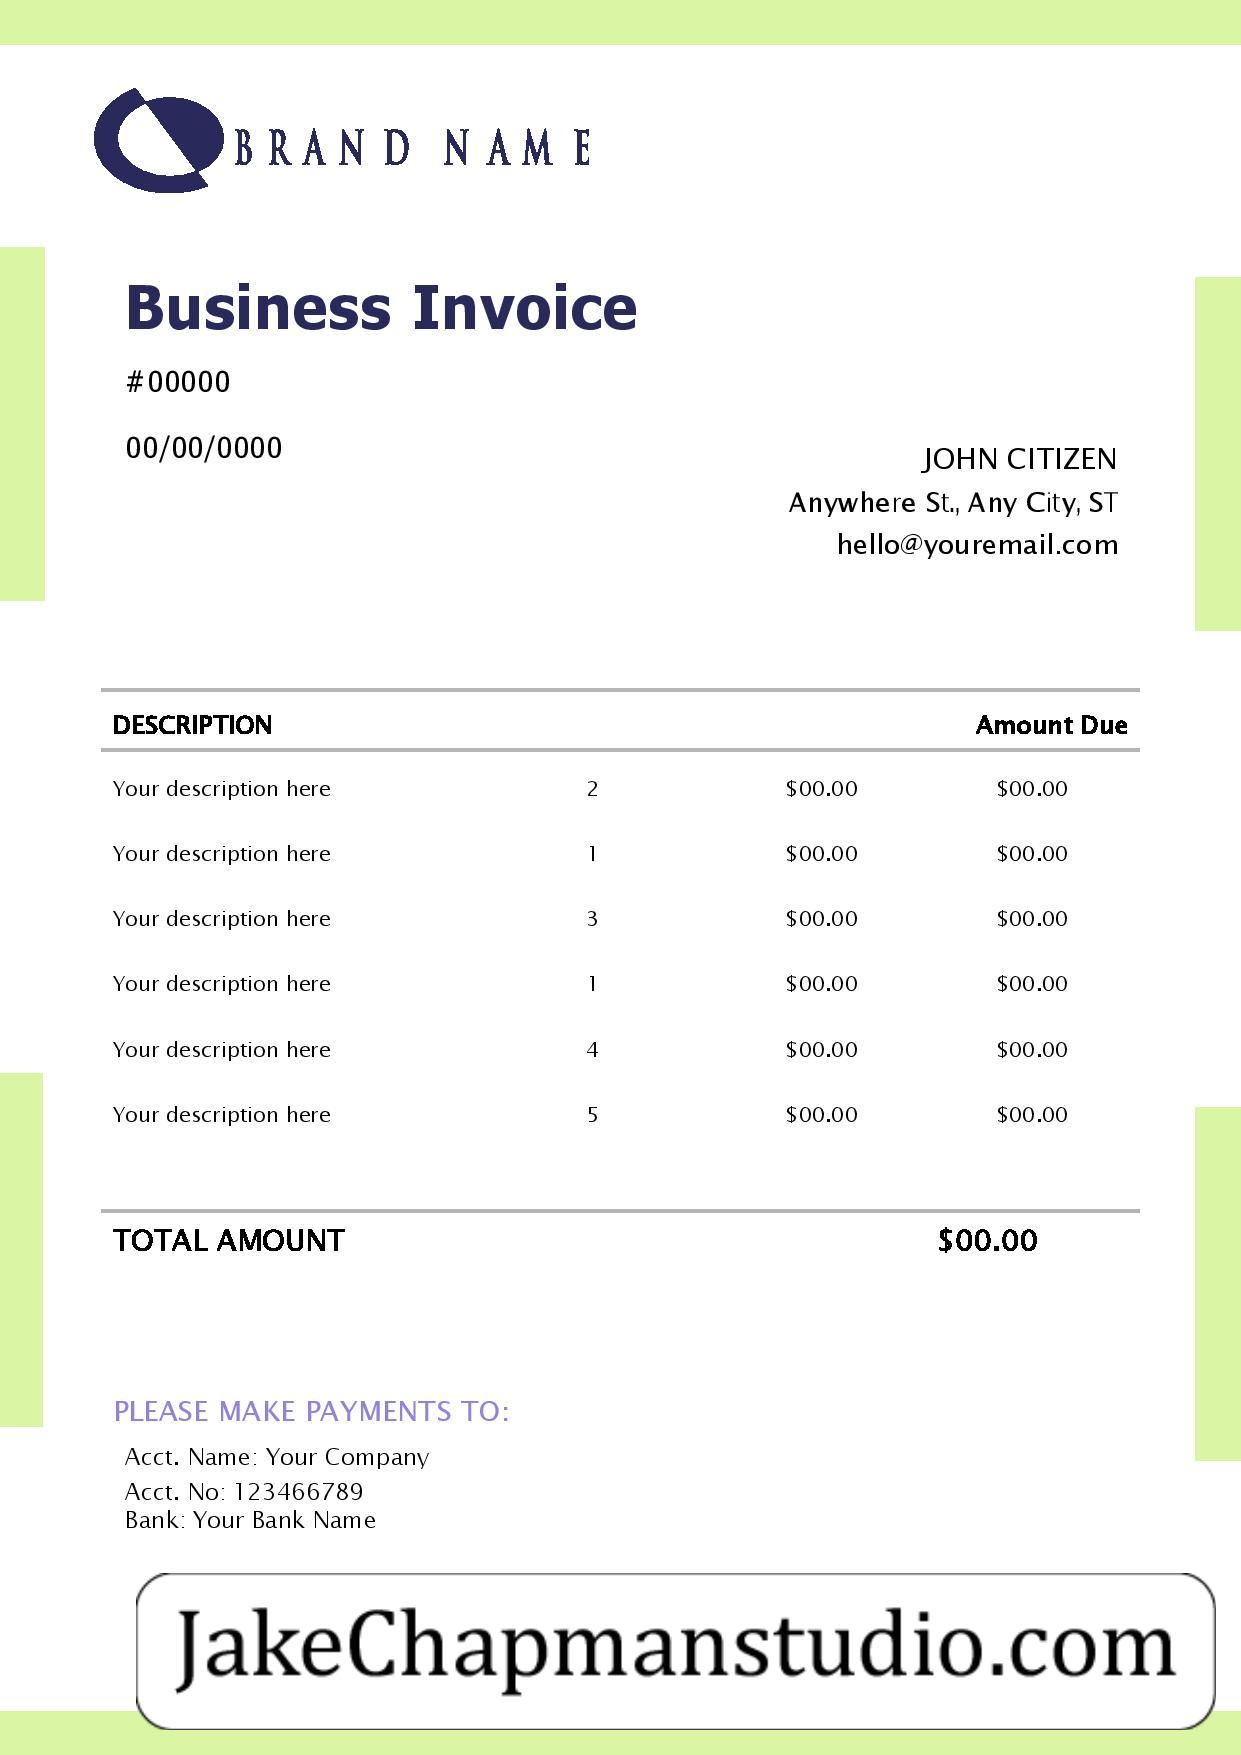 BRAND NAME
Business Invoice
#00000
00/00/0000
JOHN CITIZEN
Anywhere St., Any City, ST
hello@youremail.com
DESCRIPTION Amount Due
Your description here 2 $00.00 $00.00
Your description here 1 $00.00 $00.00
Your description here 3 $00.00 $00.00
Your description here 1 $00.00 $00.00
Your description here 4 $00.00 $00.00
Your description here 5 $00.00 $00.00
TOTAL AMOUNT $00.00
PLEASE MAKE PAYMENTS TO:
Acct. Name: Your Company
Acct. No: 123466789
Bank: Your Bank Name
JakeChapmanstudio.com